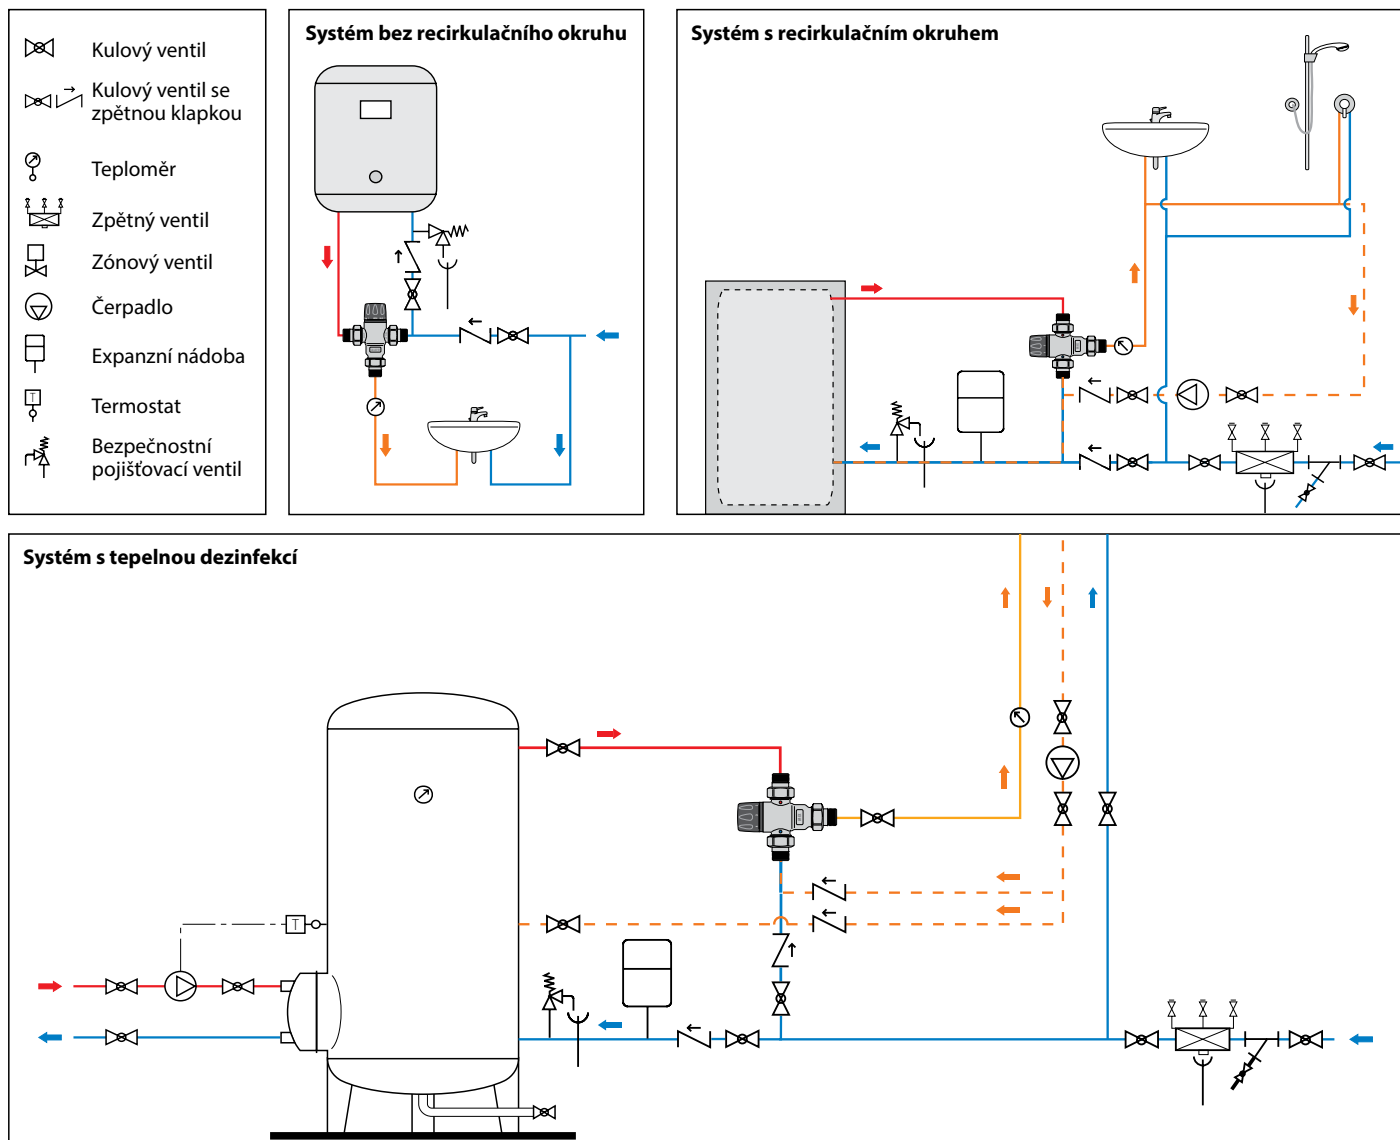 Kulový ventil
Kulový ventil se
zpětnou klapkou
Teploměr
Zpětný ventil
Zónový ventil
Čerpadlo
Expanzní nádoba
T
Termostat
Bezpečnostní
pojišťovací ventil
Systém bez recirkulačního okruhu
Systém s recirkulačním okruhem
Systém s tepelnou dezinfekcí
T